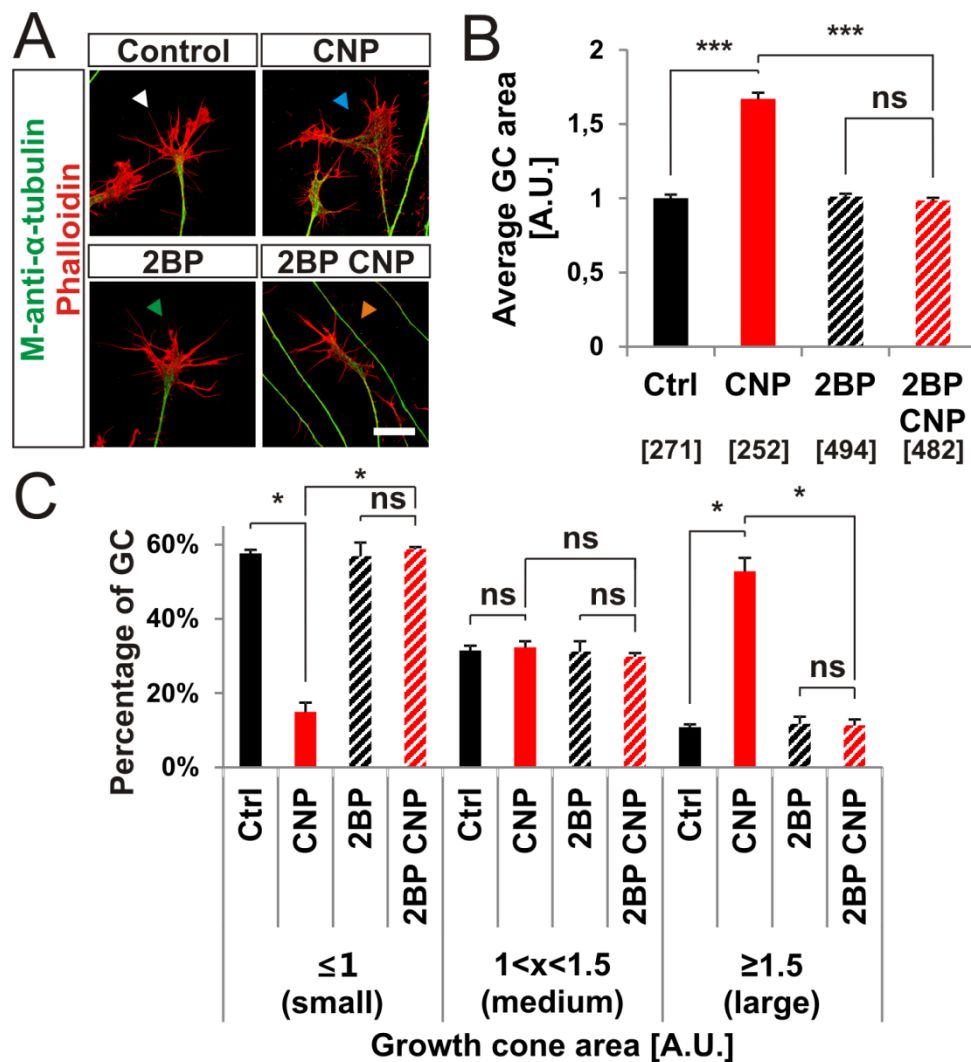 A
Control
CNP
2BP
2BP CNP
M-anti-α-tubulin
Phalloidin
B
Average GC area
[A.U.]
2
1,5
1
0,5
0
***
***
ns
Ctrl
CNP
2BP
2BP
CNP
[271]
[252]
[494]
[482]
C
Percentage of GC
60%
40%
20%
0%
*
*
ns
ns
ns
ns
*
*
ns
Ctrl
CNP
2BP
2BP CNP
Ctrl
CNP
2BP
2BP CNP
Ctrl
CNP
2BP
2BP CNP
≤1
(small)
1<x<1.5
(medium)
≥1.5
(large)
Growth cone area [A.U.]